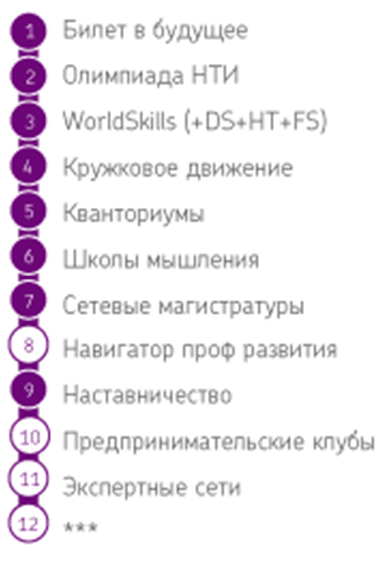 1 Билет в будущее
2 Олимпиада НТИ
3 WorldSkills (+DS+HT+FS)
4 Кружковое движение
5 Кванториумы
6 Школы мышления
7 Сетевые магистратуры
8 Навигатор проф развития
9 Наставничество
10 Предпринимательские клубы
11 Экспертные сети
12 ***